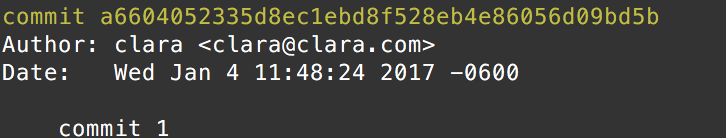 commit a6604052335d8ec1ebd8f528eb4e86056d09bd5b
Author: clara <clara@clara.com>
Date:   Wed Jan 4 11:48:24 2017 -0600
commit 1